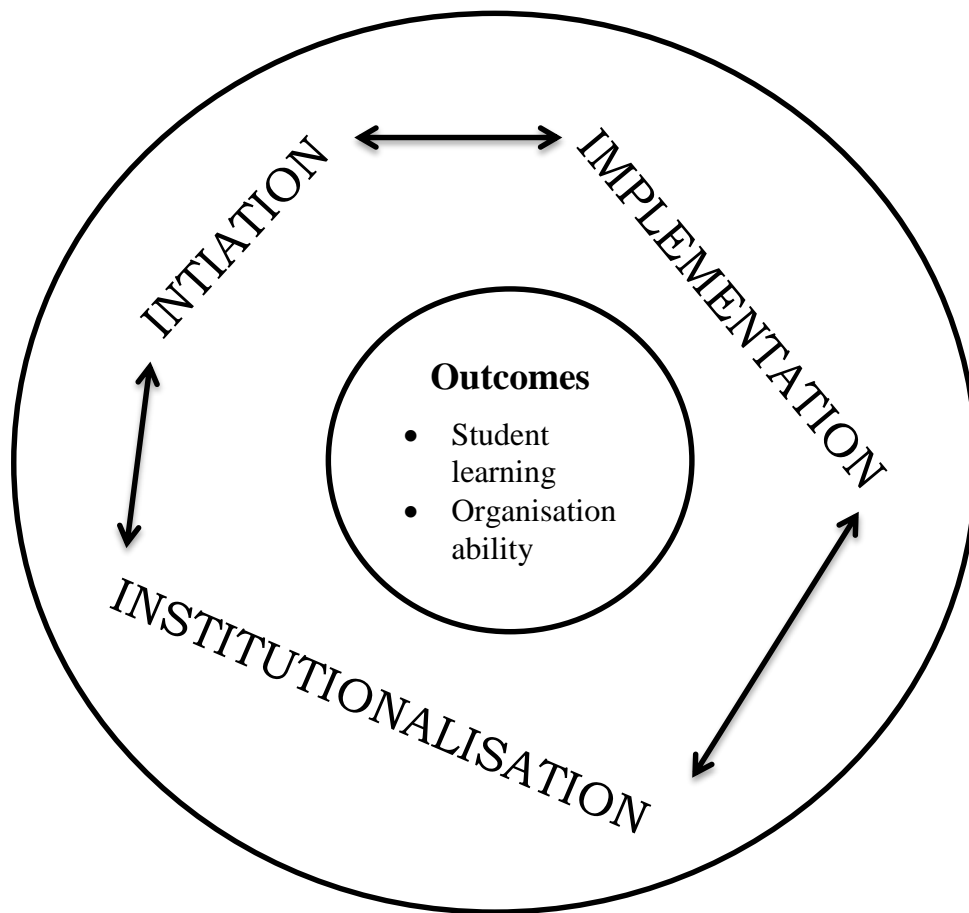 INTIATION
IMPLEMENTATION
Outcomes
• Student
learning
• Organisation
ability
INSTITUTIONALISATION